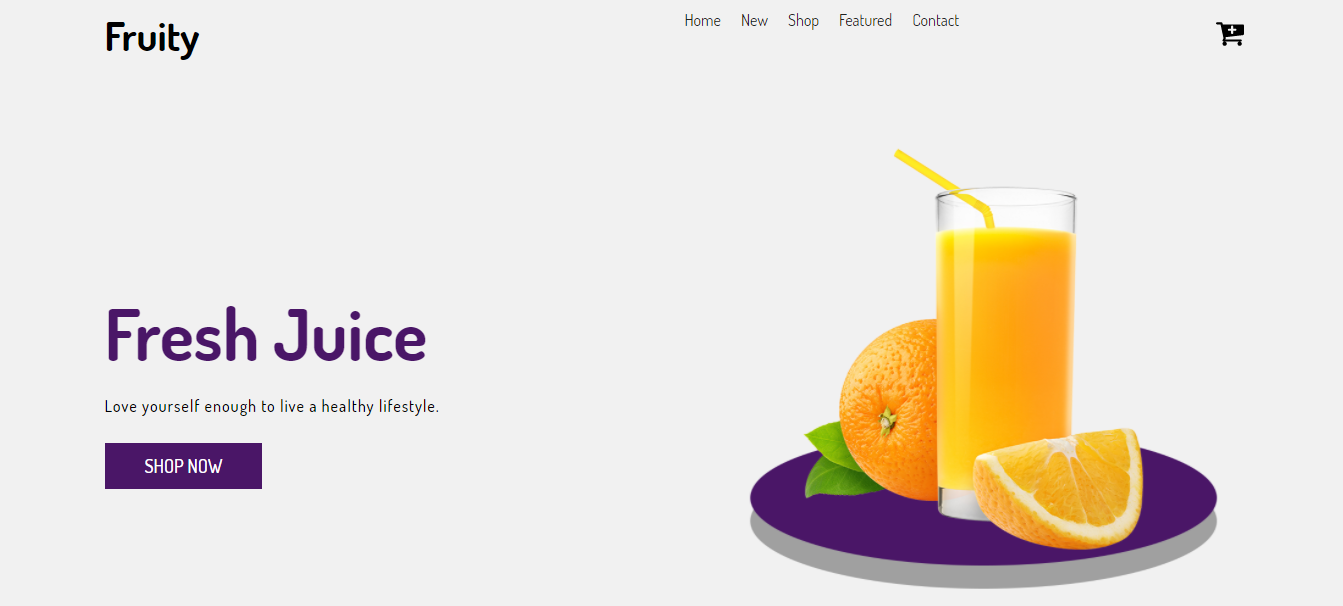 Fruity
Home New Shop Featured Contact
Fresh Juice
Love yourself enough to live a healthy lifestyle.
SHOP NOW